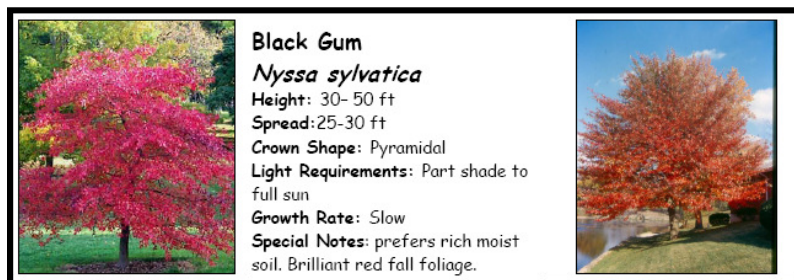 Black Gum
Nyssa sylvatica
Height: 30- 50 ft
Spread:25-30 ft
Crown Shape: Pyramidal
Light Requirements: Part shade to
full sun
Growth Rate: Slow
Special Notes: prefers rich moist
soil. Brilliant red fall foliage.